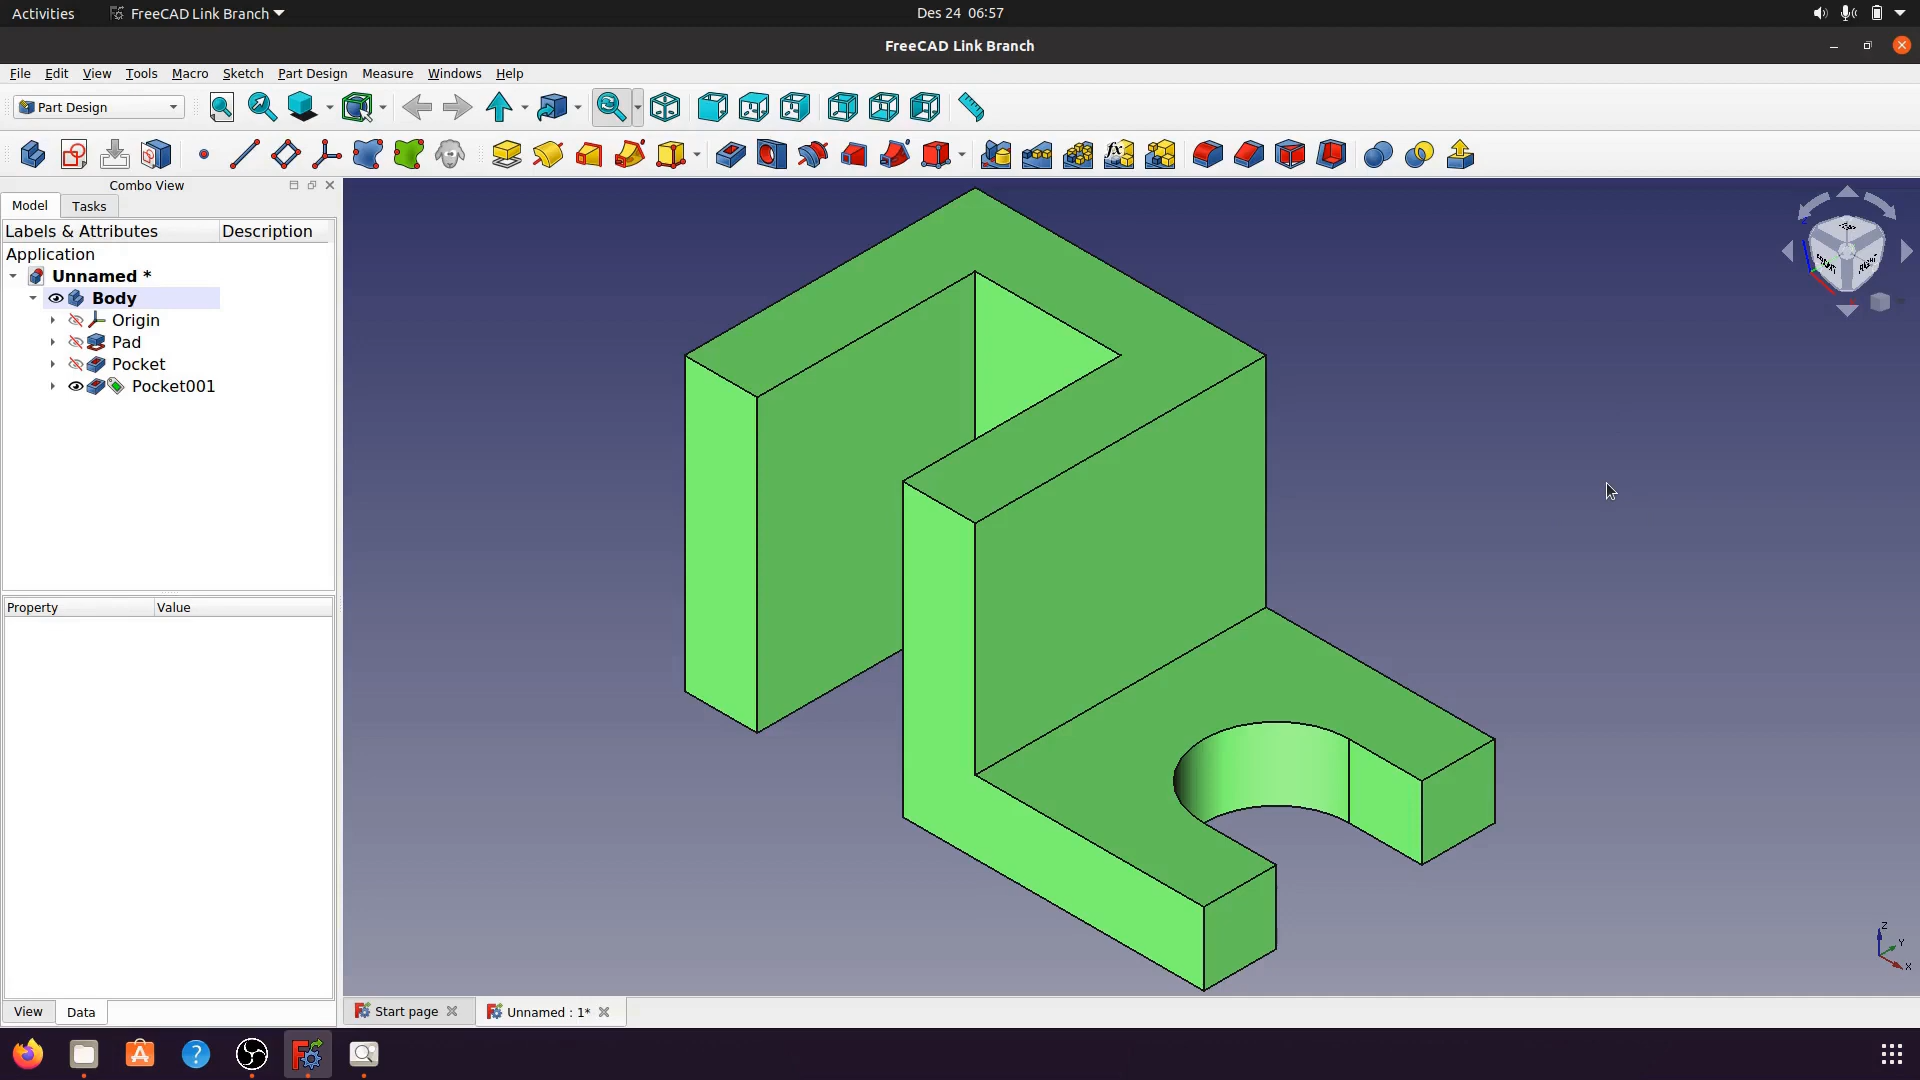 Activities FreeCAD Link Branch Des 24 06:57
FreeCAD Link Branch
File Edit View Tools Macro Sketch Part Design Measure Windows Help
Part Design
fx
Combo View
Model Tasks
Labels & Attributes Description
Application
Unnamed *
Body
Origin
Pad
Pocket
Pocket001
Property Value
View Data
Start page Unnamed : 1*
Z
Y
X